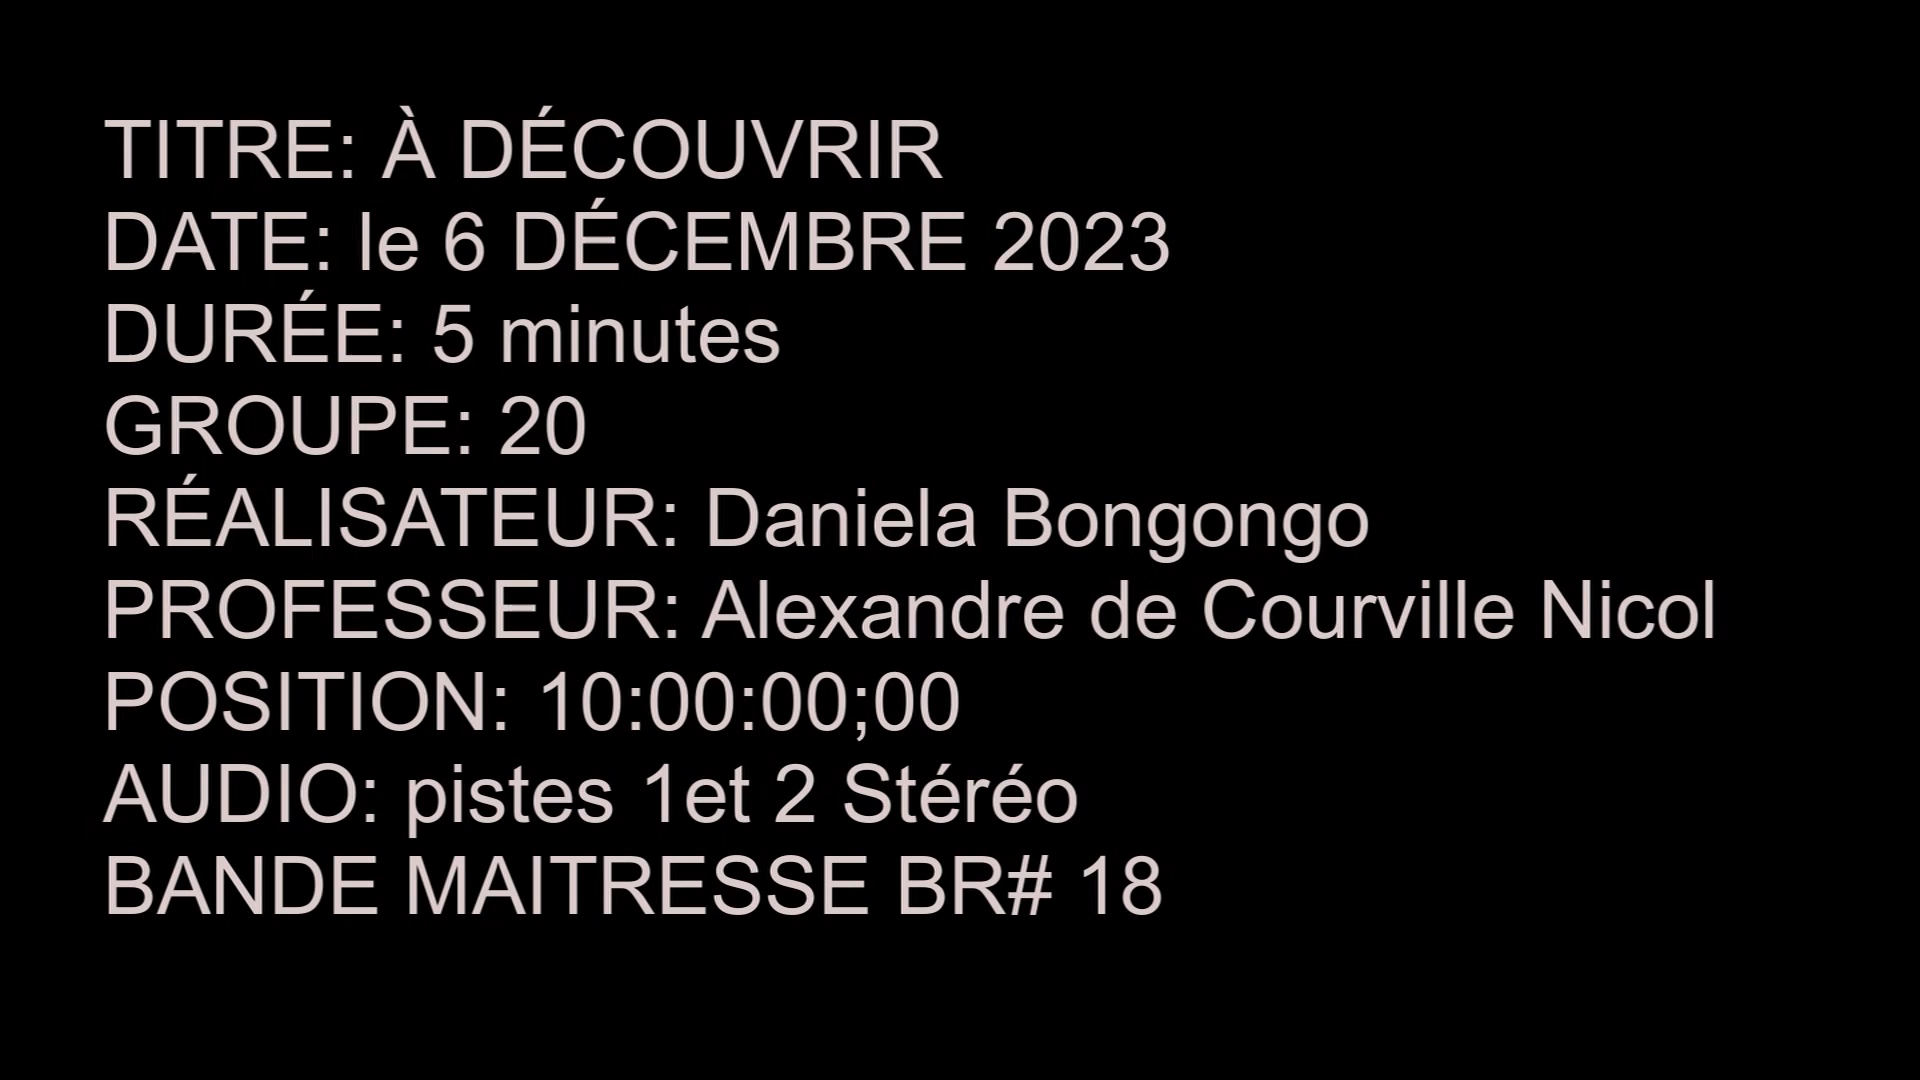 TITRE: À DÉCOUVRIR
DATE: le 6 DÉCEMBRE 2023
DURÉE: 5 minutes
GROUPE: 20
RÉALISATEUR: Daniela Bongongo
PROFESSEUR: Alexandre de Courville Nicol
POSITION: 10:00:00;00
AUDIO: pistes 1et 2 Stéréo
BANDE MAITRESSE BR# 18